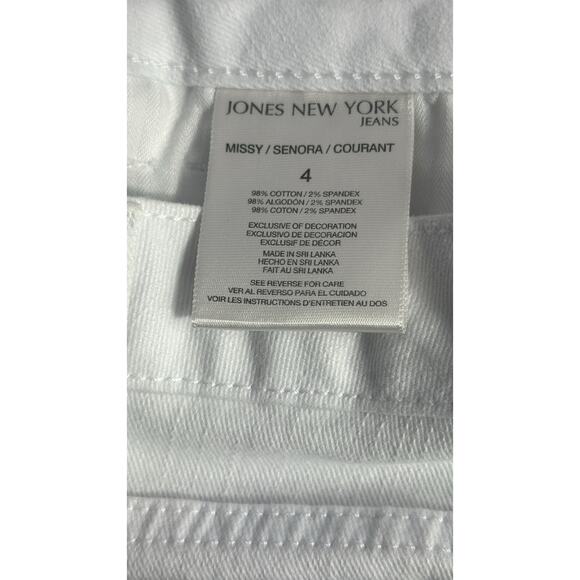 JONES NEW YORK
JEANS
MISSY / SENORA / COURANT
4
98% COTTON / 2% SPANDEX
98% ALGODÓN / 2% SPANDEX
98% COTON / 2% SPANDEX
EXCLUSIVE OF DECORATION
EXCLUSIVO DE DECORACION
EXCLUSIF DE DÉCOR
MADE IN SRI LANKA
HECHO EN SRI LANKA
FAIT AU SRI LANKA
SEE REVERSE FOR CARE
VER AL REVERSO PARA EL CUIDADO
VOIR LES INSTRUCTIONS D'ENTRETIEN AU DOS